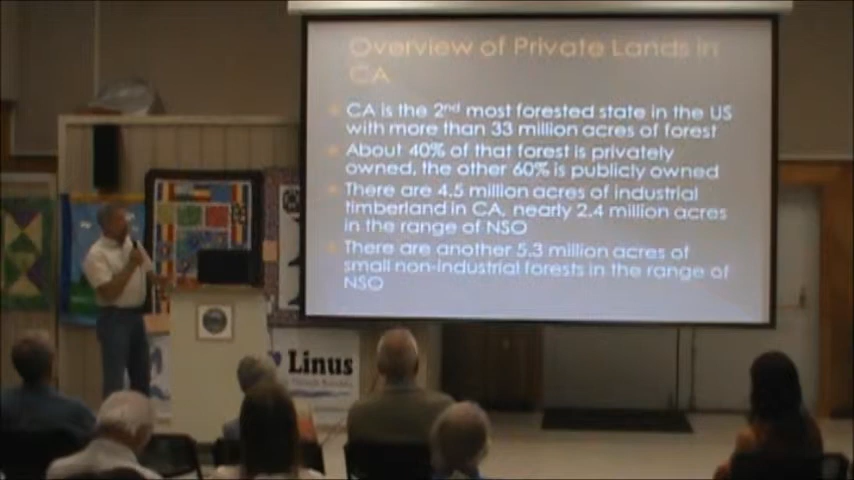 Overview of Private Lands in
CA
CA is the 2nd most forested state in the US
with more than 33 million acres of forest
About 40% of that forest is privately
owned, the other 60% is publicly owned
There are 4.5 million acres of industrial
timberland in CA, nearly 2.4 million acres
in the range of NSO
There are another 5.3 million acres of
small non-industrial forests in the range of
NSO
Linus